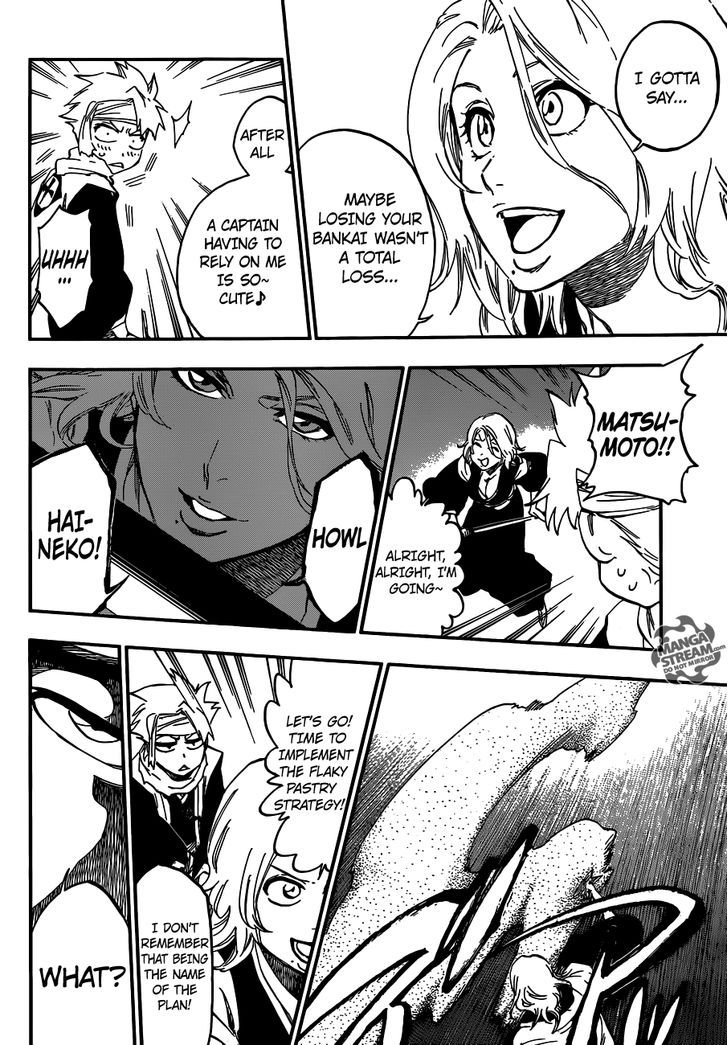 I GOTTA
SAY...
MAYBE
LOSING YOUR
BANKAI WASN'T
A TOTAL
LOSS...
AFTER
ALL
A CAPTAIN
HAVING TO
RELY ON ME
IS SO~
CUTE♪
UHHH
...
MATSU-
MOTO!!
ALRIGHT,
ALRIGHT, I'M
GOING~
HOWL
HAI-
NEKO!
MANGA
STREAM.com
DO NOT MIRROR
LET'S GO!
TIME TO
IMPLEMENT
THE FLAKY
PASTRY
STRATEGY!
I DON'T
REMEMBER
THAT BEING
THE NAME
OF THE
PLAN!
WHAT?